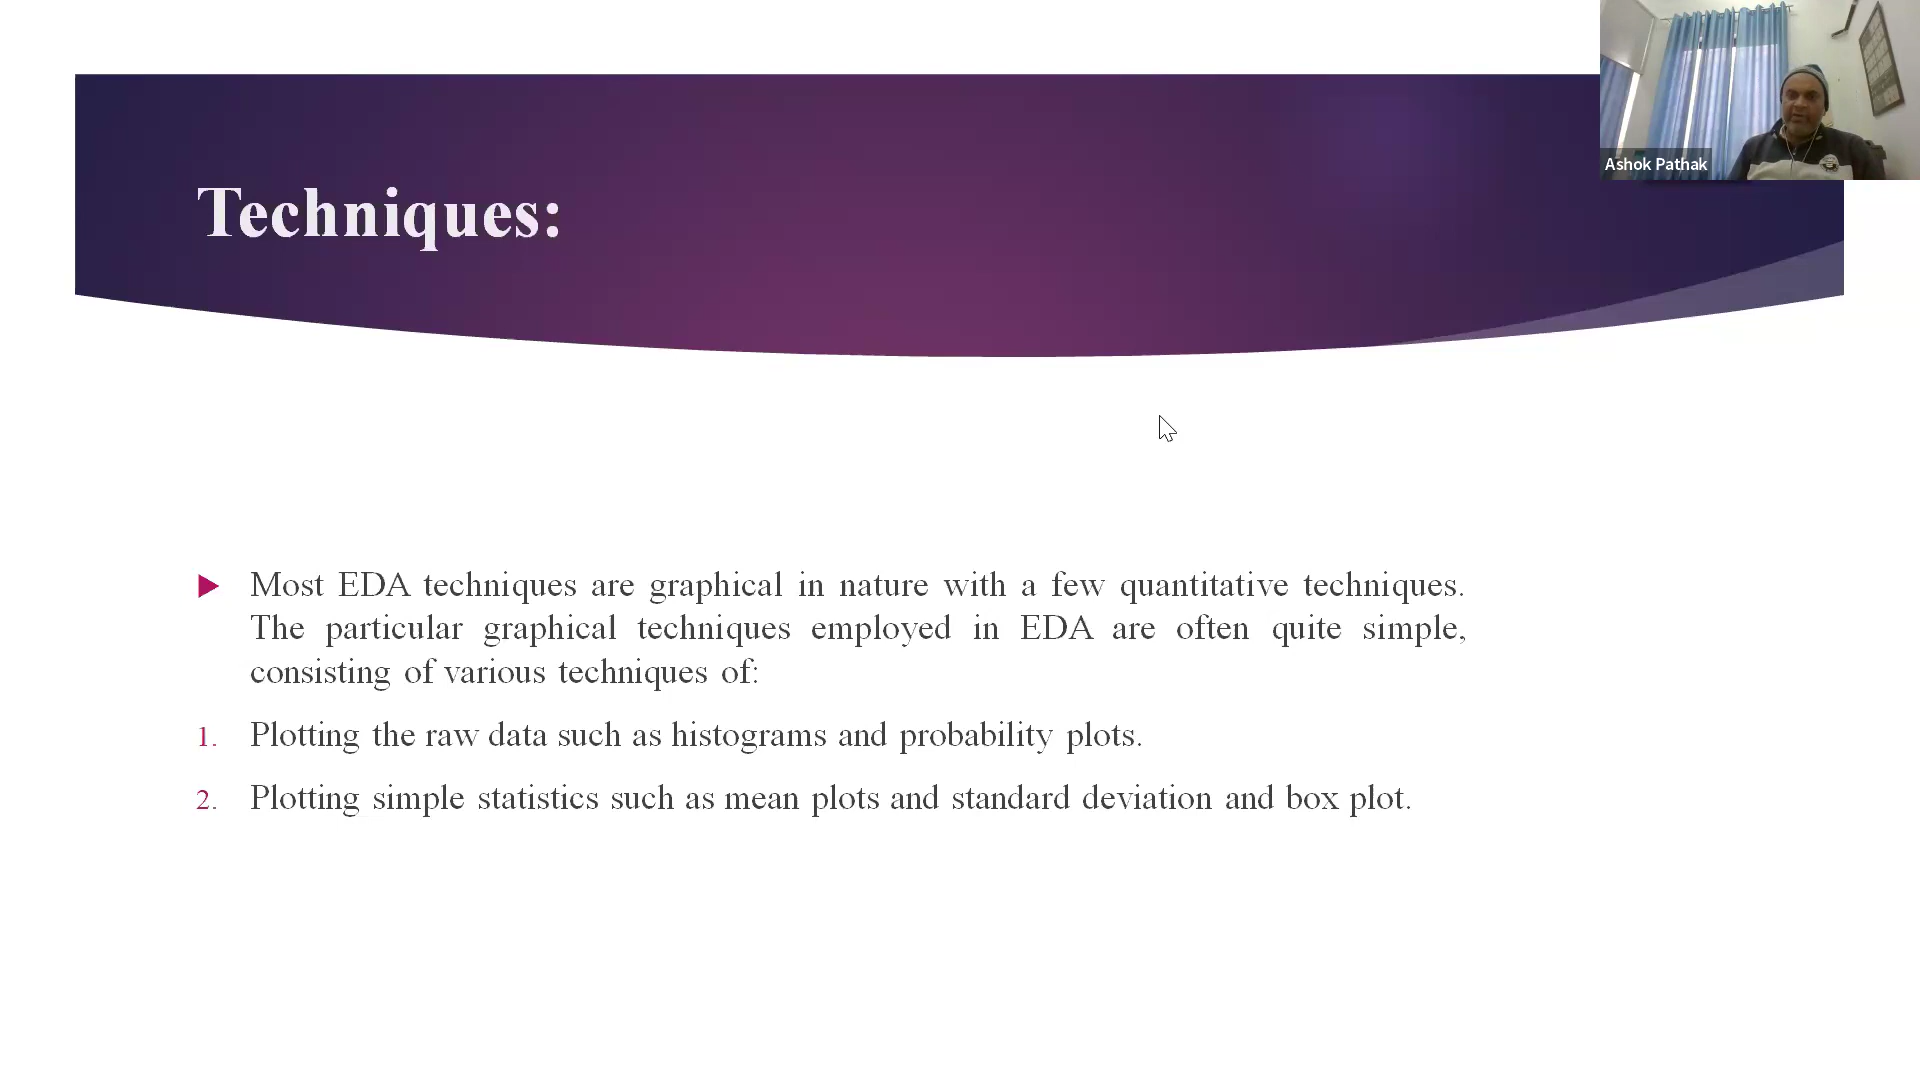 Ashok Pathak
Techniques:
Most EDA techniques are graphical in nature with a few quantitative techniques.
The particular graphical techniques employed in EDA are often quite simple,
consisting of various techniques of:
1. Plotting the raw data such as histograms and probability plots.
2. Plotting simple statistics such as mean plots and standard deviation and box plot.